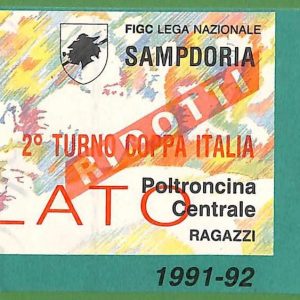 FIGC LEGA NAZIONALE
SAMPDORIA
RIDOTTI
2° TURNO COPPA ITALIA
LATO
Poltroncina
Centrale
RAGAZZI
1991-92